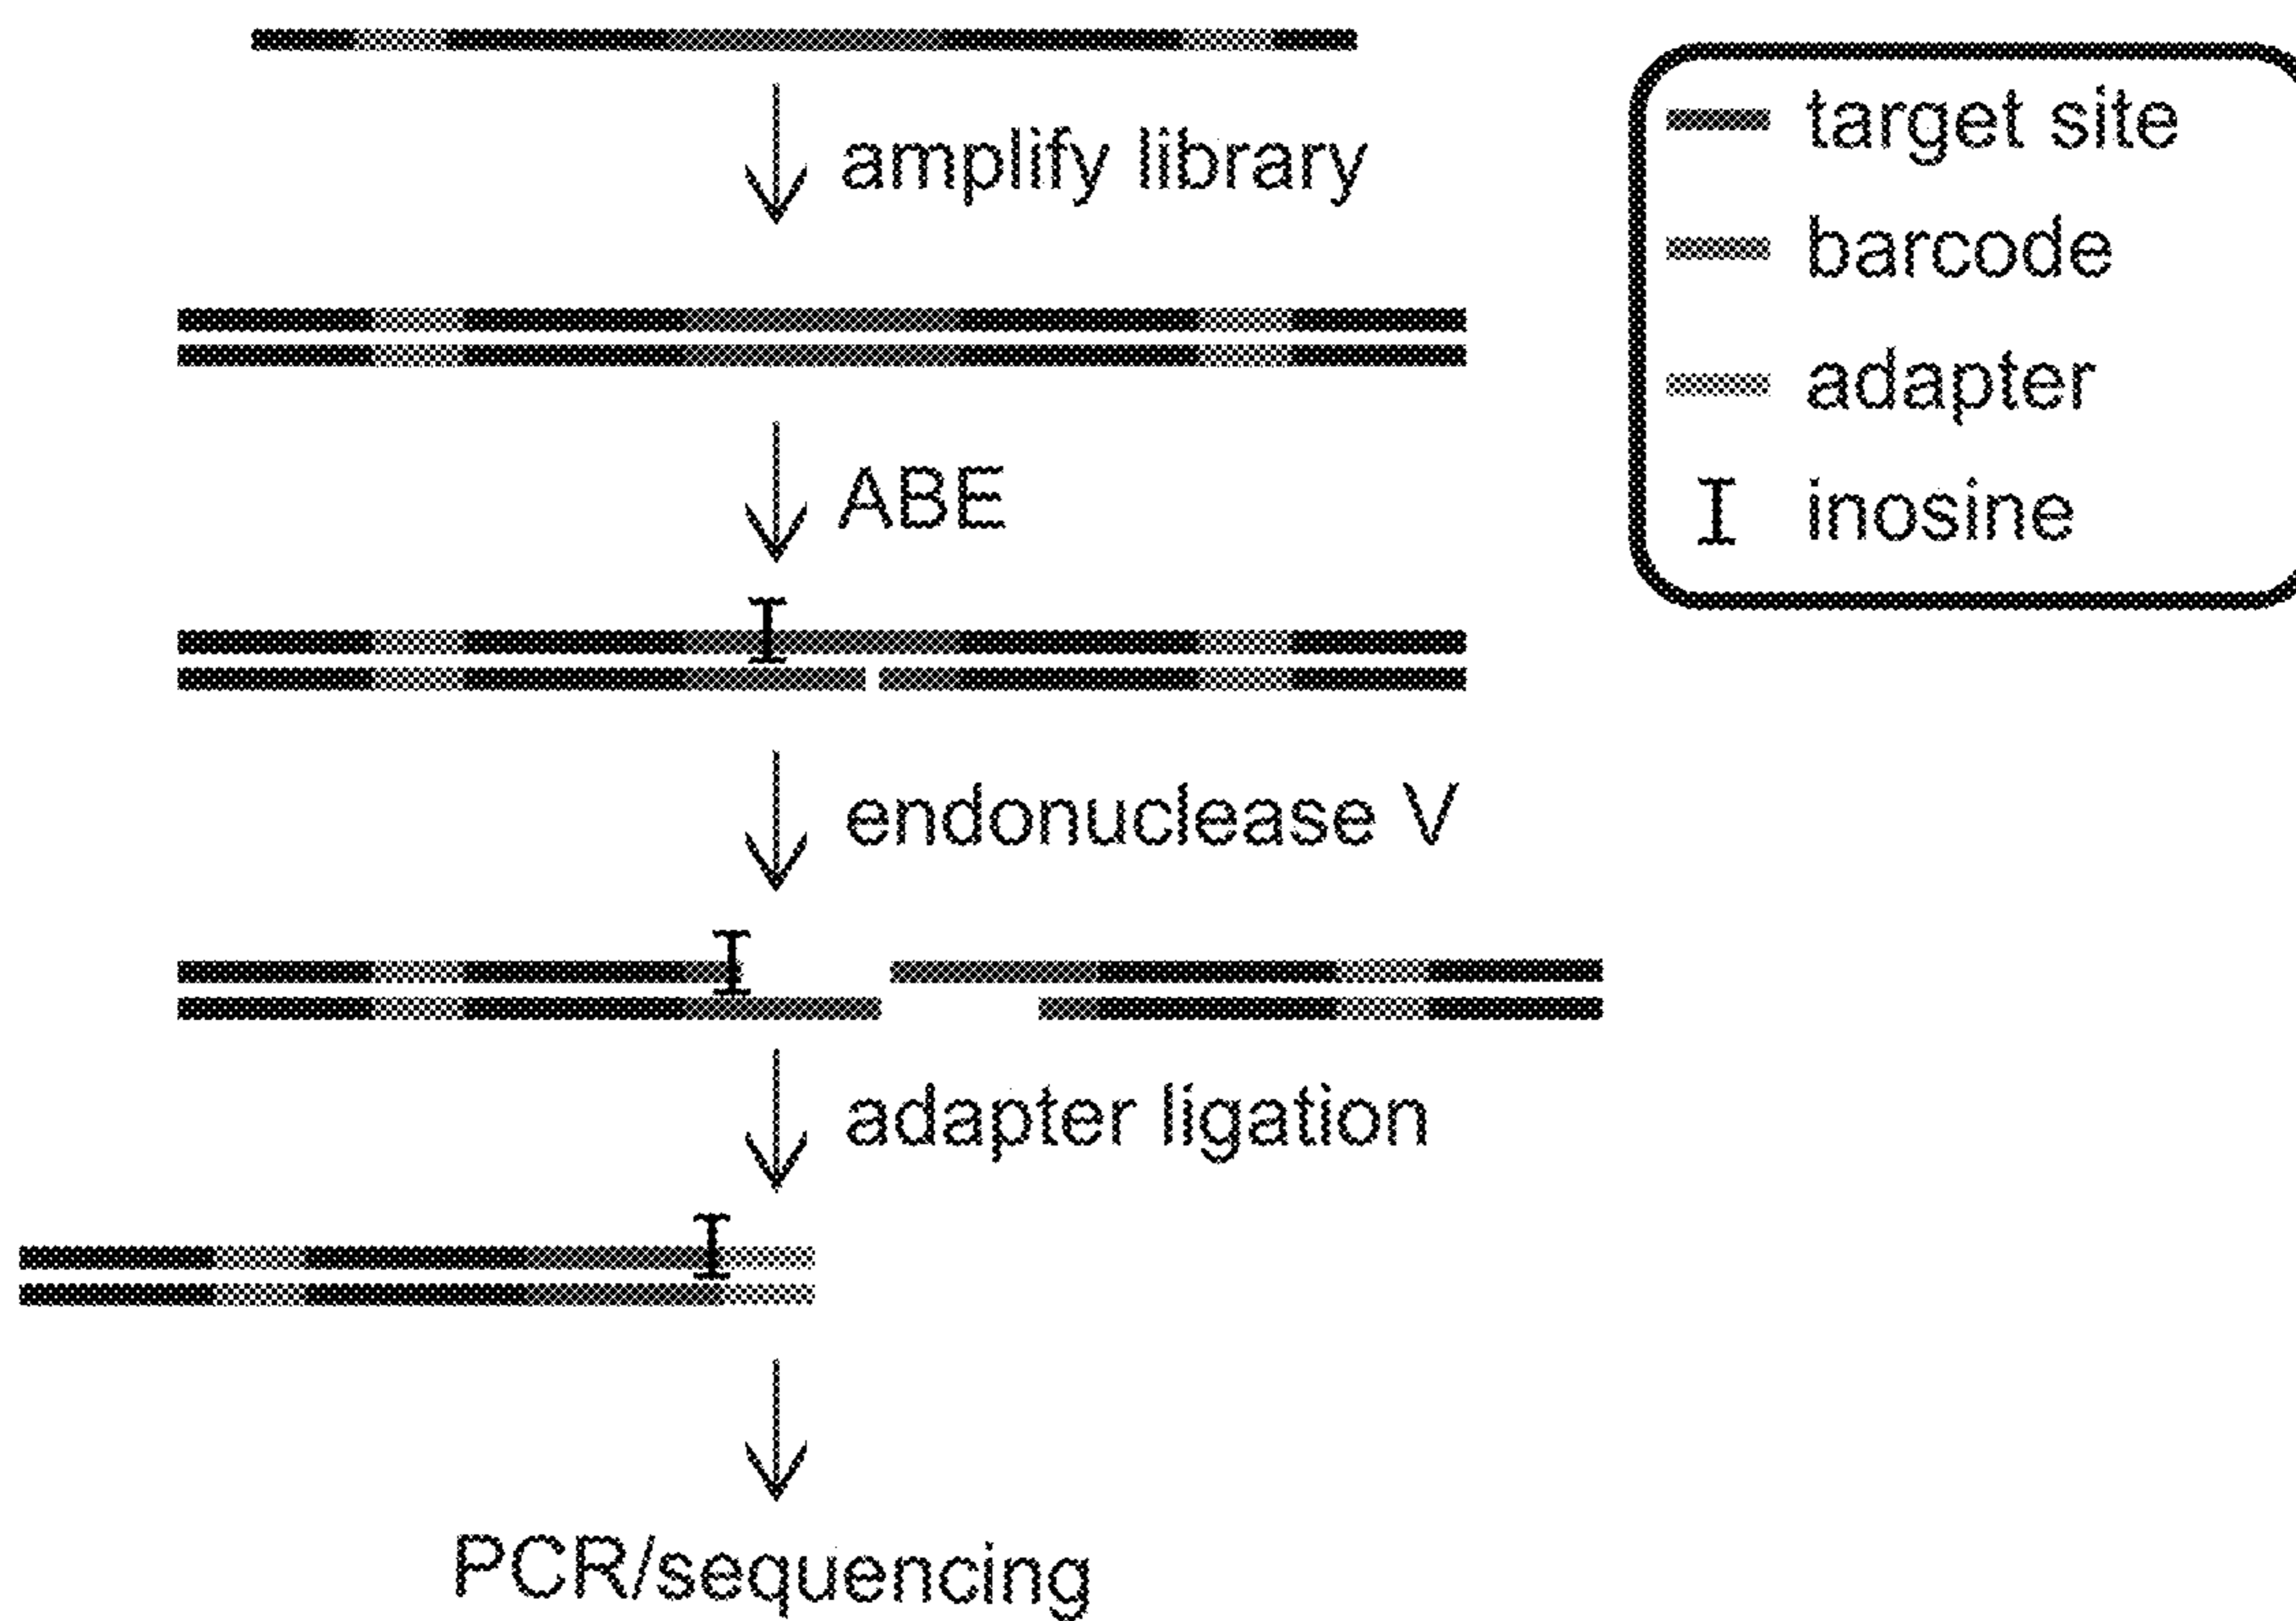 amplify library
target site
barcode
adapter
I inosine
ABE
I
endonuclease V
I
adapter ligation
I
PCR/sequencing